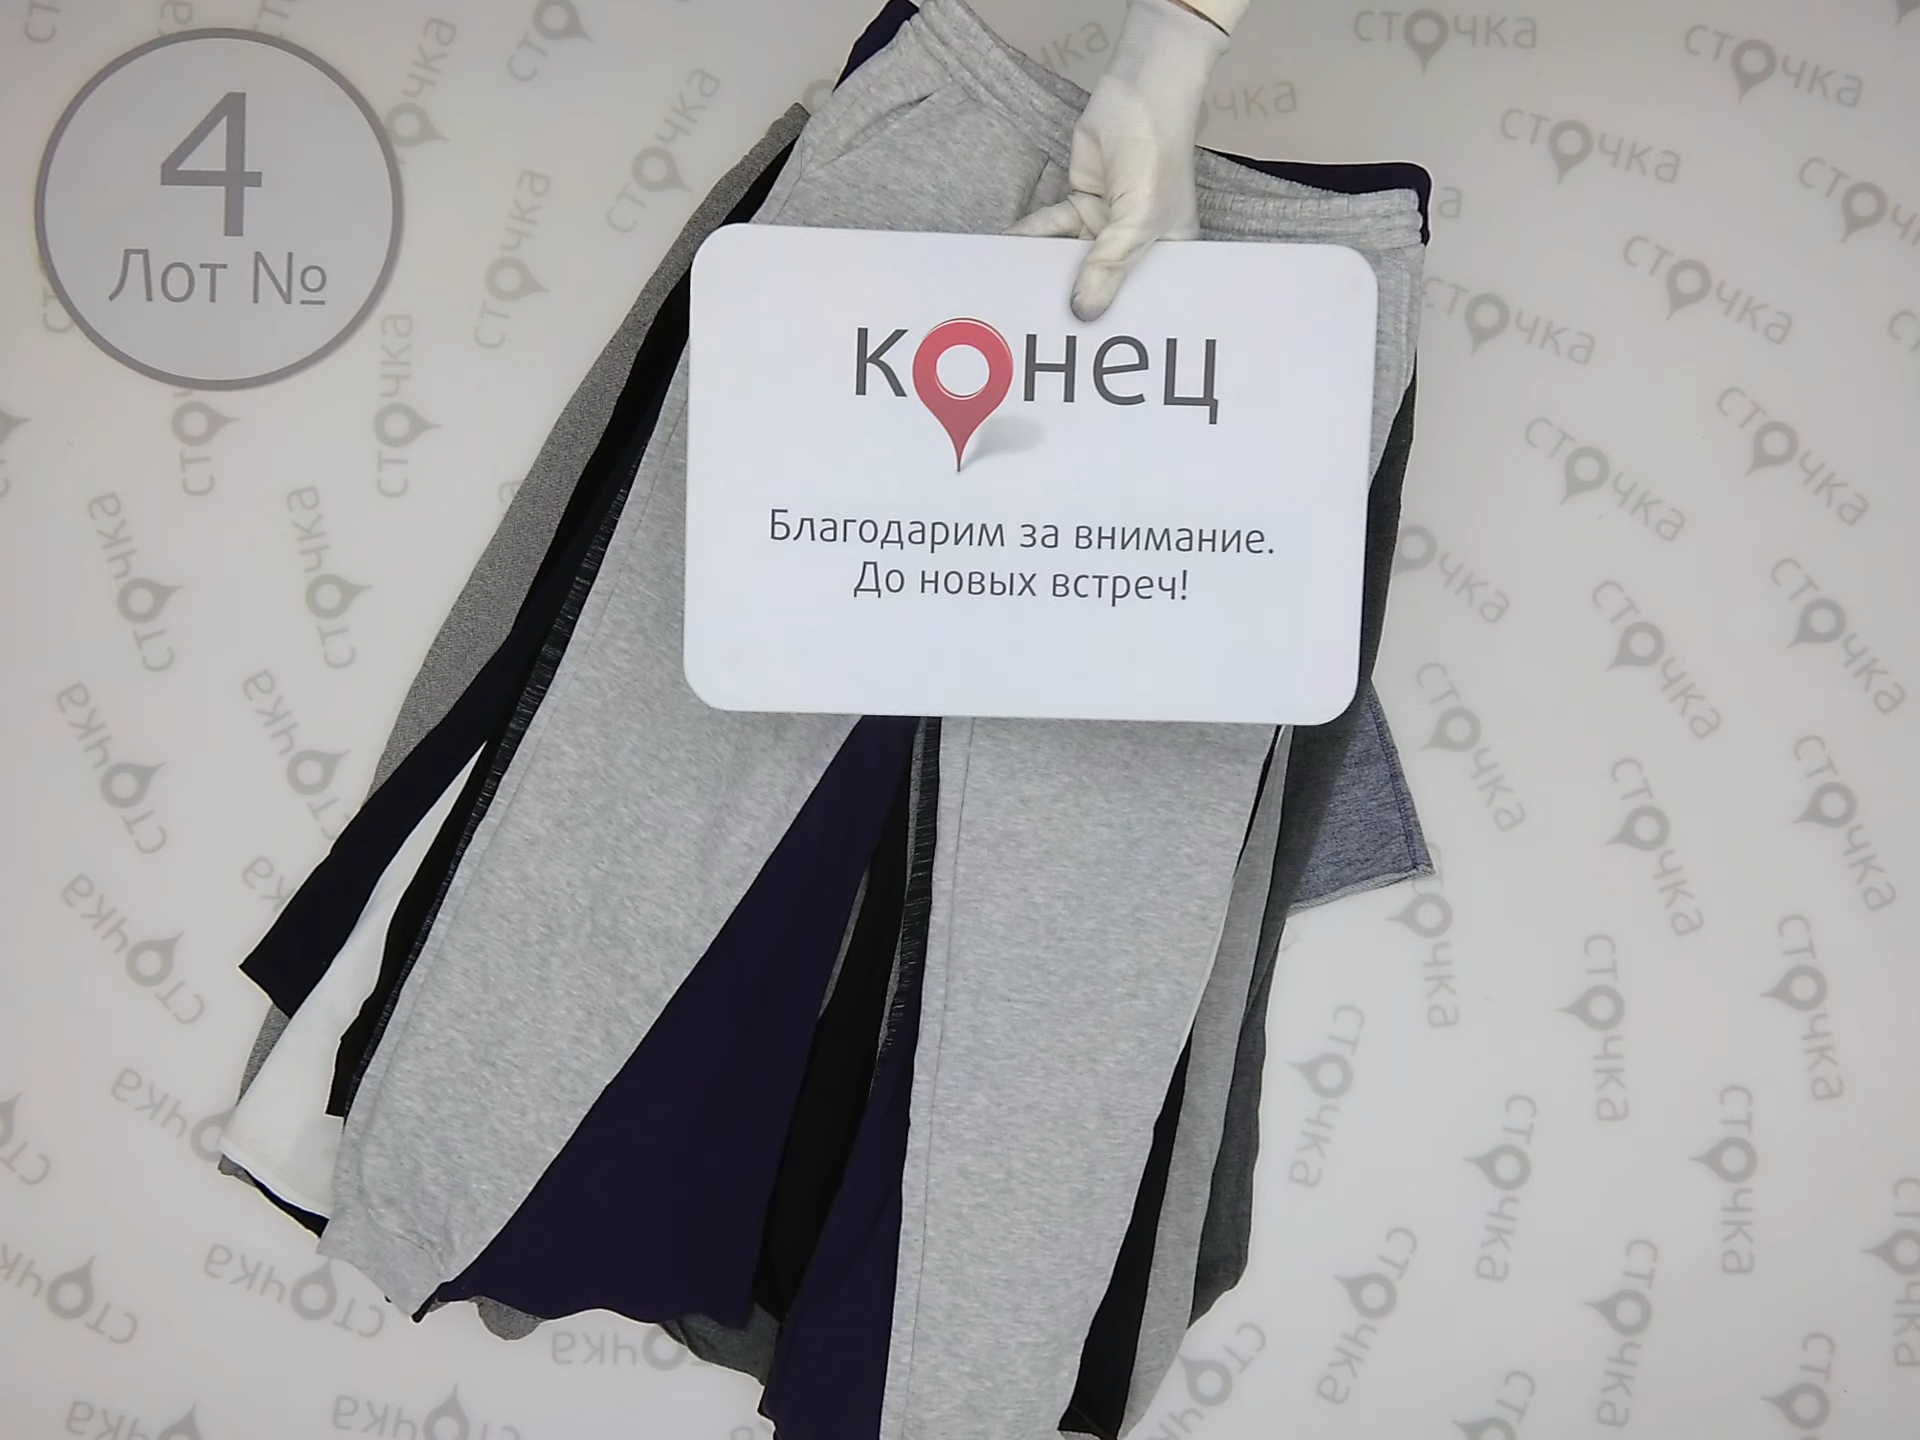 4
Лот №
конец
Благодарим за внимание.
До новых встреч!
сточка